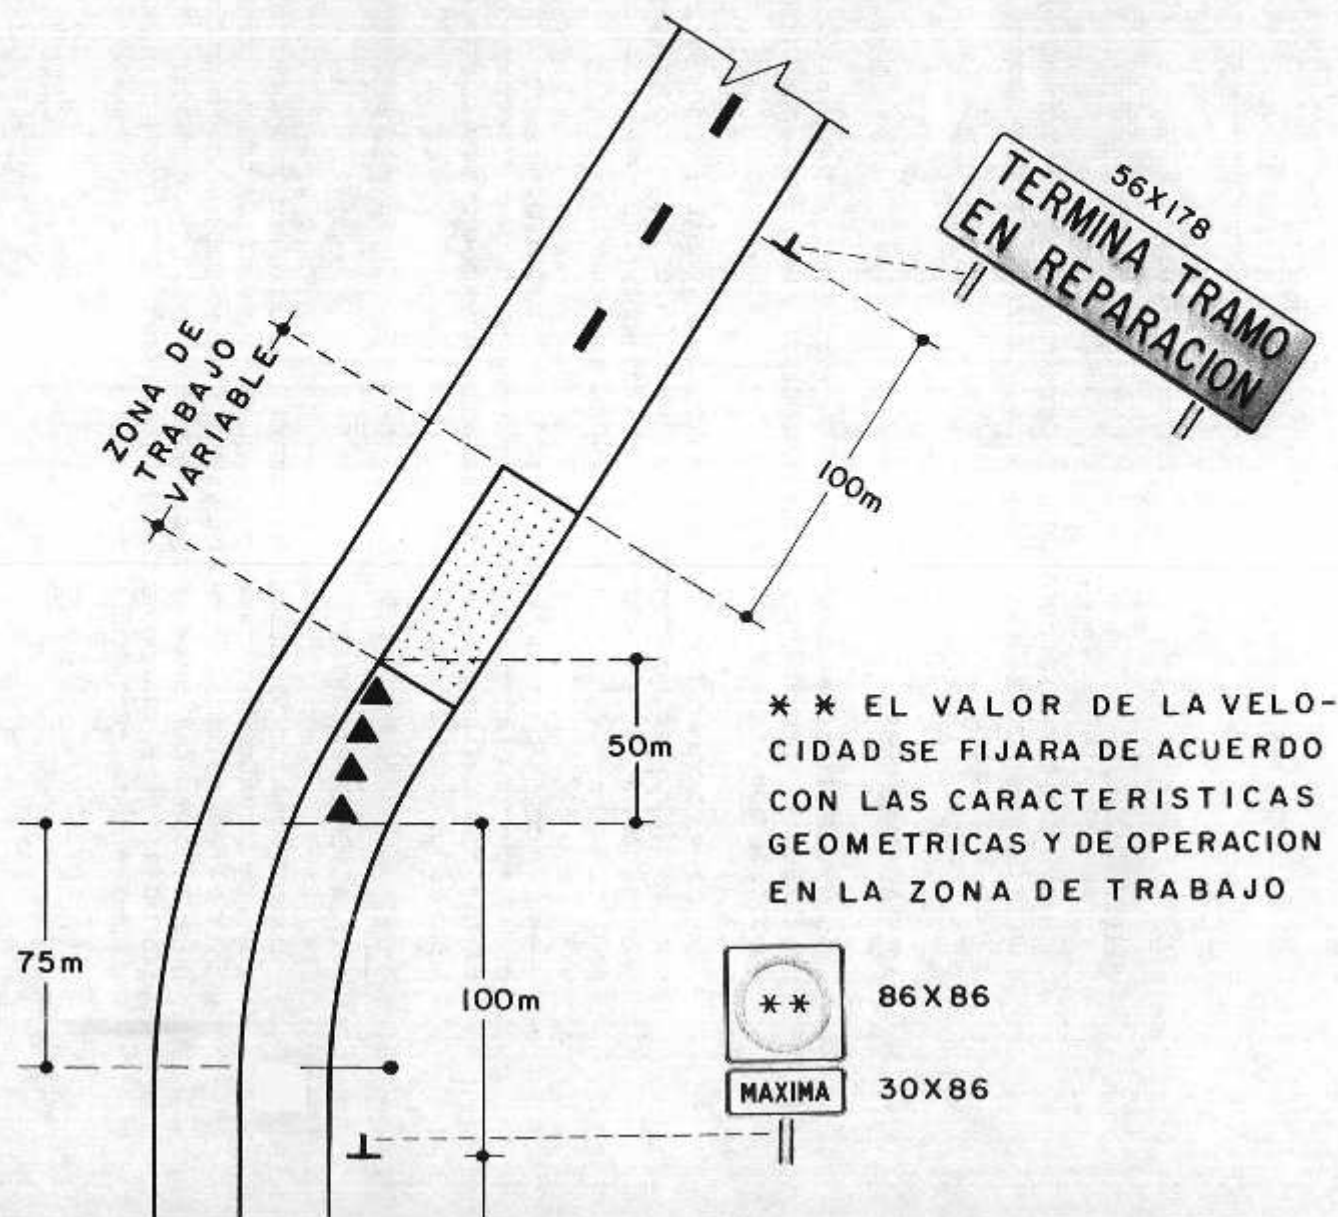 56X178
TERMINA TRAMO
EN REPARACION
ZONA DE
TRABAJO
VARIABLE
100m
50m
* * EL VALOR DE LA VELO-
CIDAD SE FIJARA DE ACUERDO
CON LAS CARACTERISTICAS
GEOMETRICAS Y DE OPERACION
EN LA ZONA DE TRABAJO
75m
100m
**
86X86
MAXIMA
30X86